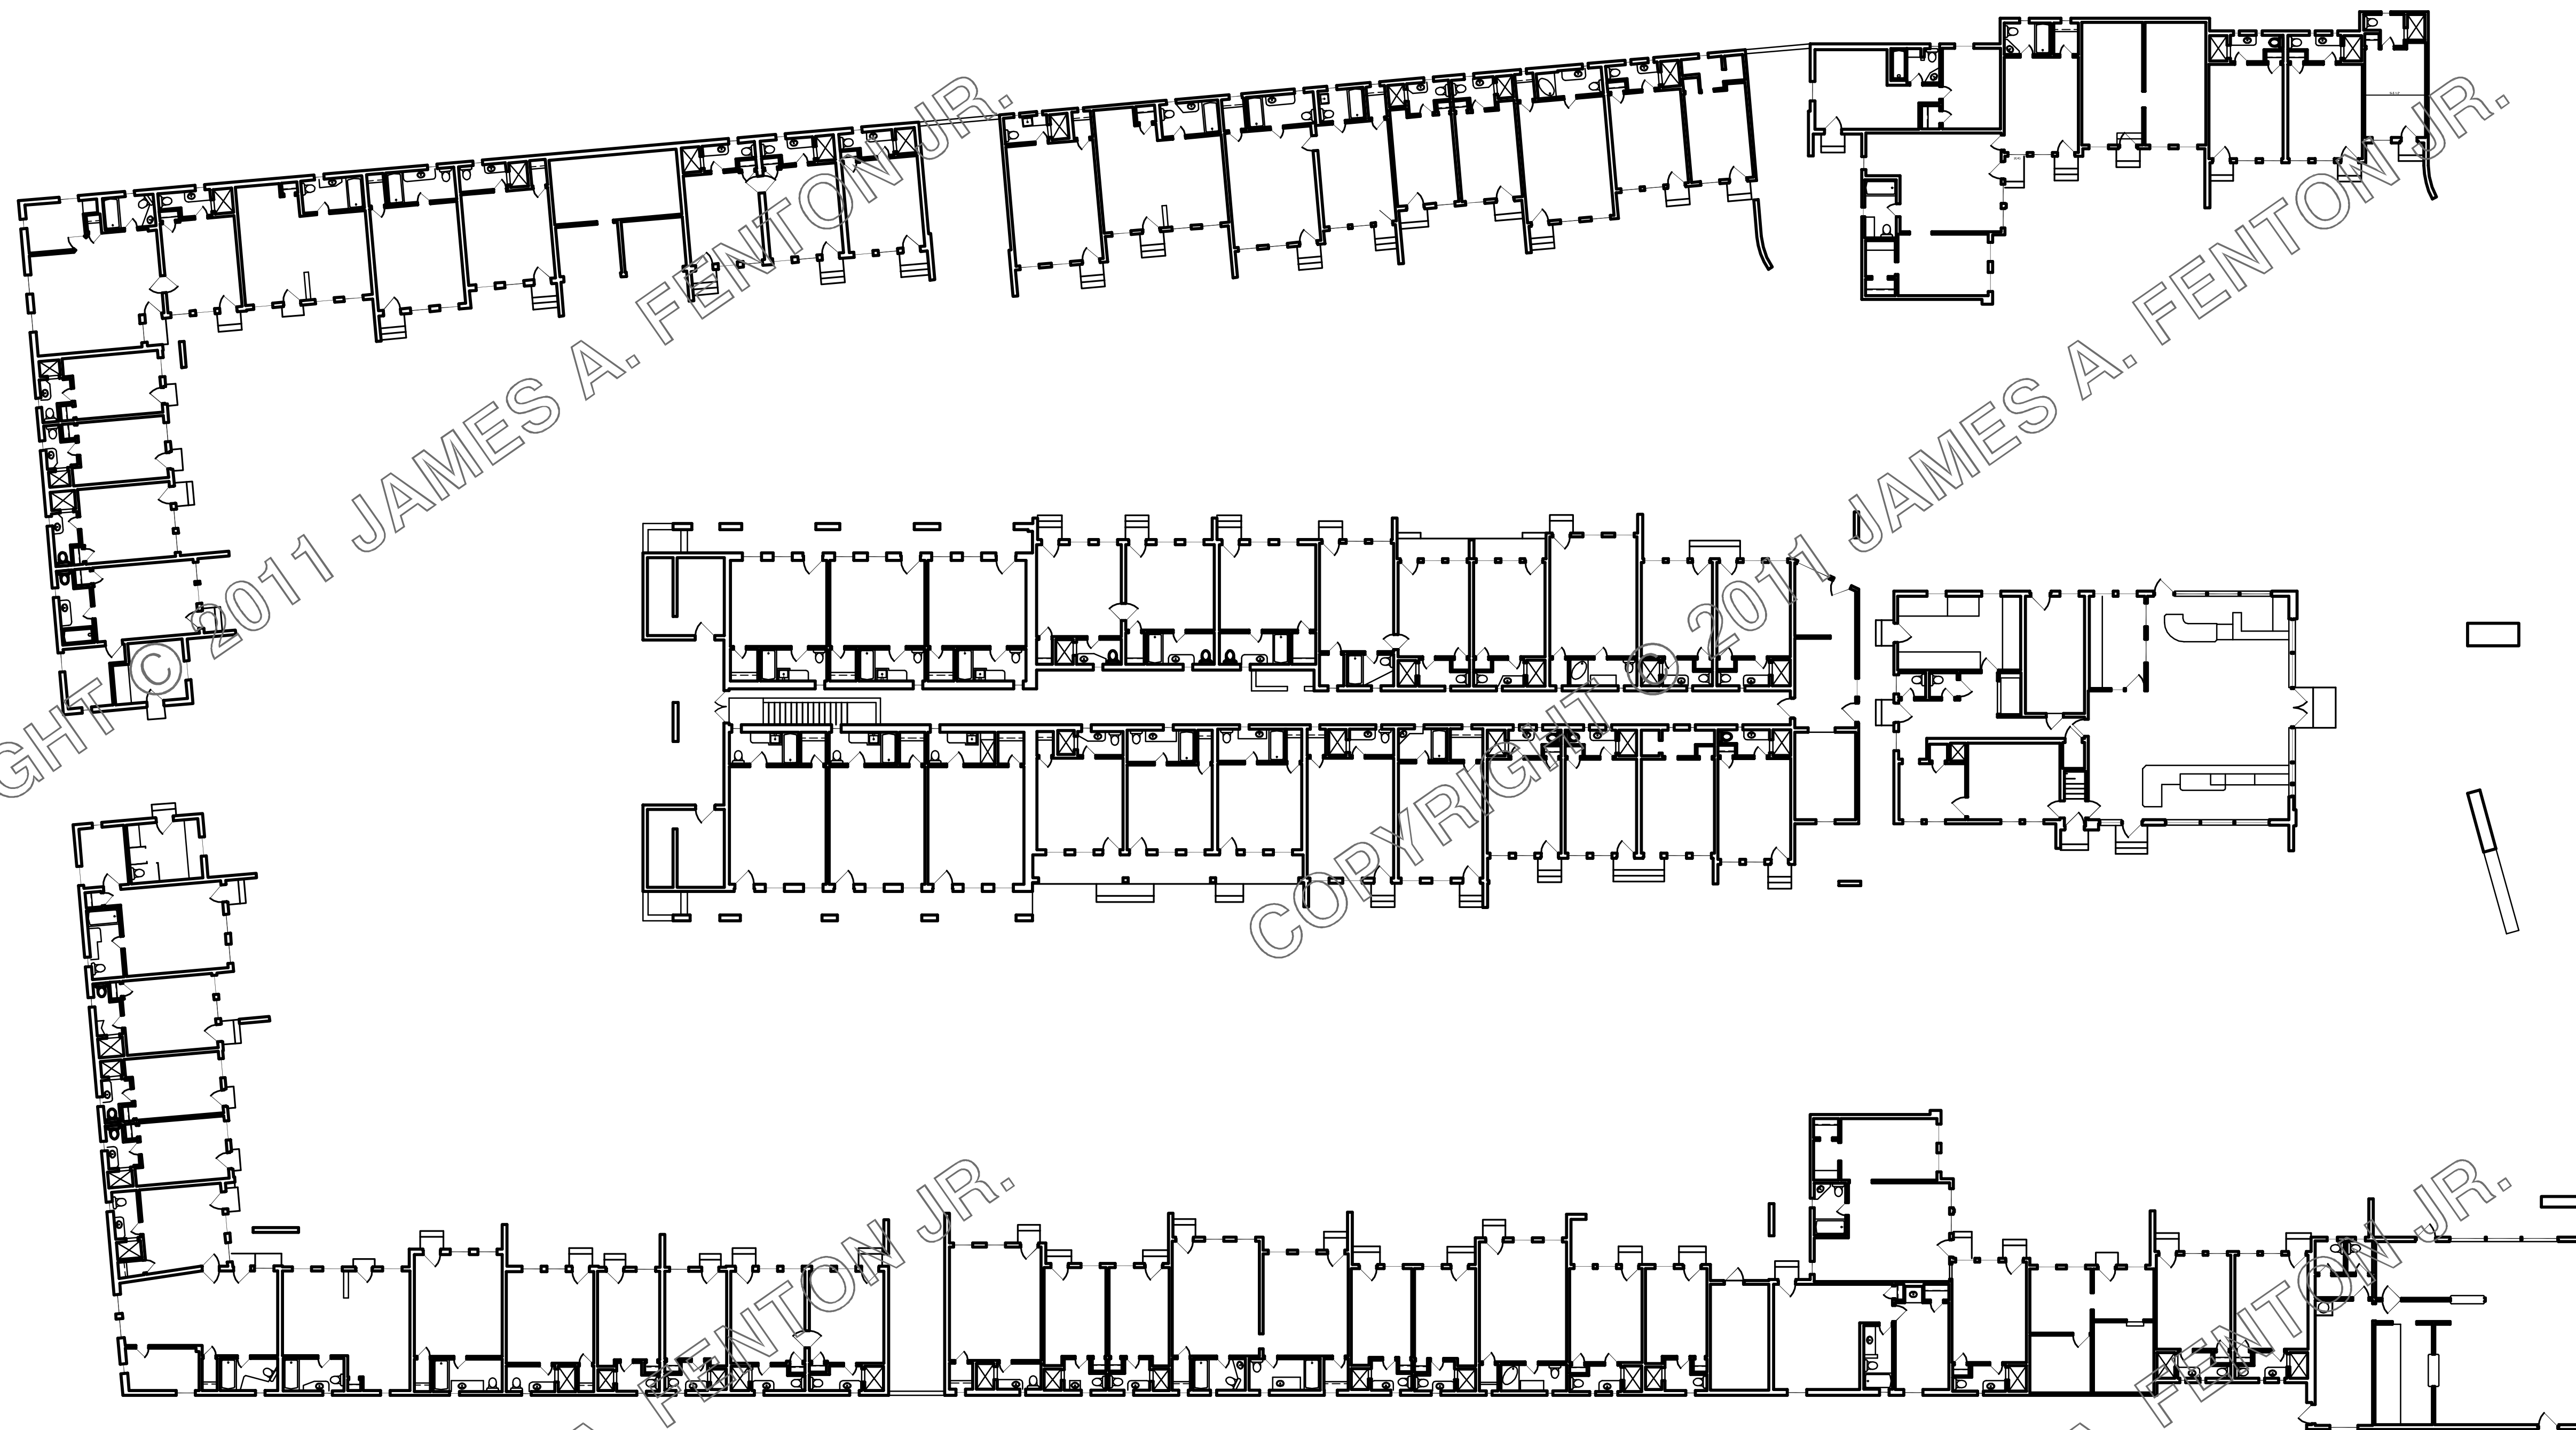 GHT © 2011 JAMES A. FENTON JR.
COPYRIGHT © 2011 JAMES A. FENTON JR.
A. FENTON JR.
A. FENTON JR.